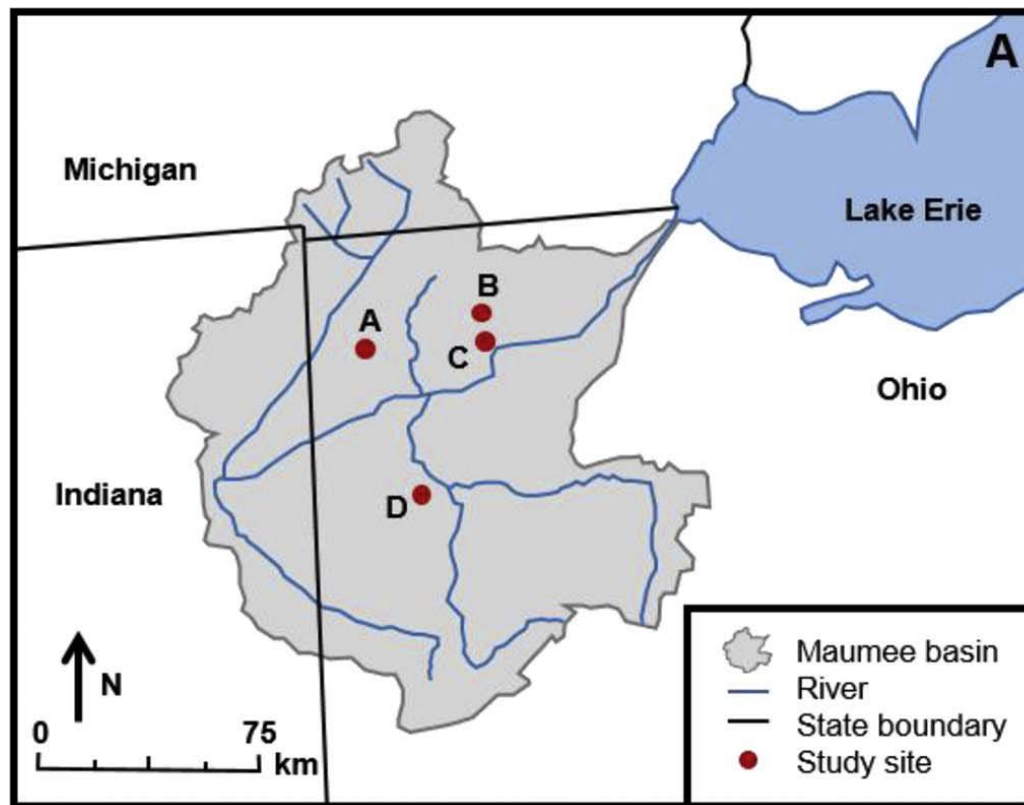 A
Michigan
Lake Erie
B
A
C
Ohio
Indiana
D
N
0 75
km
Maumee basin
River
State boundary
Study site